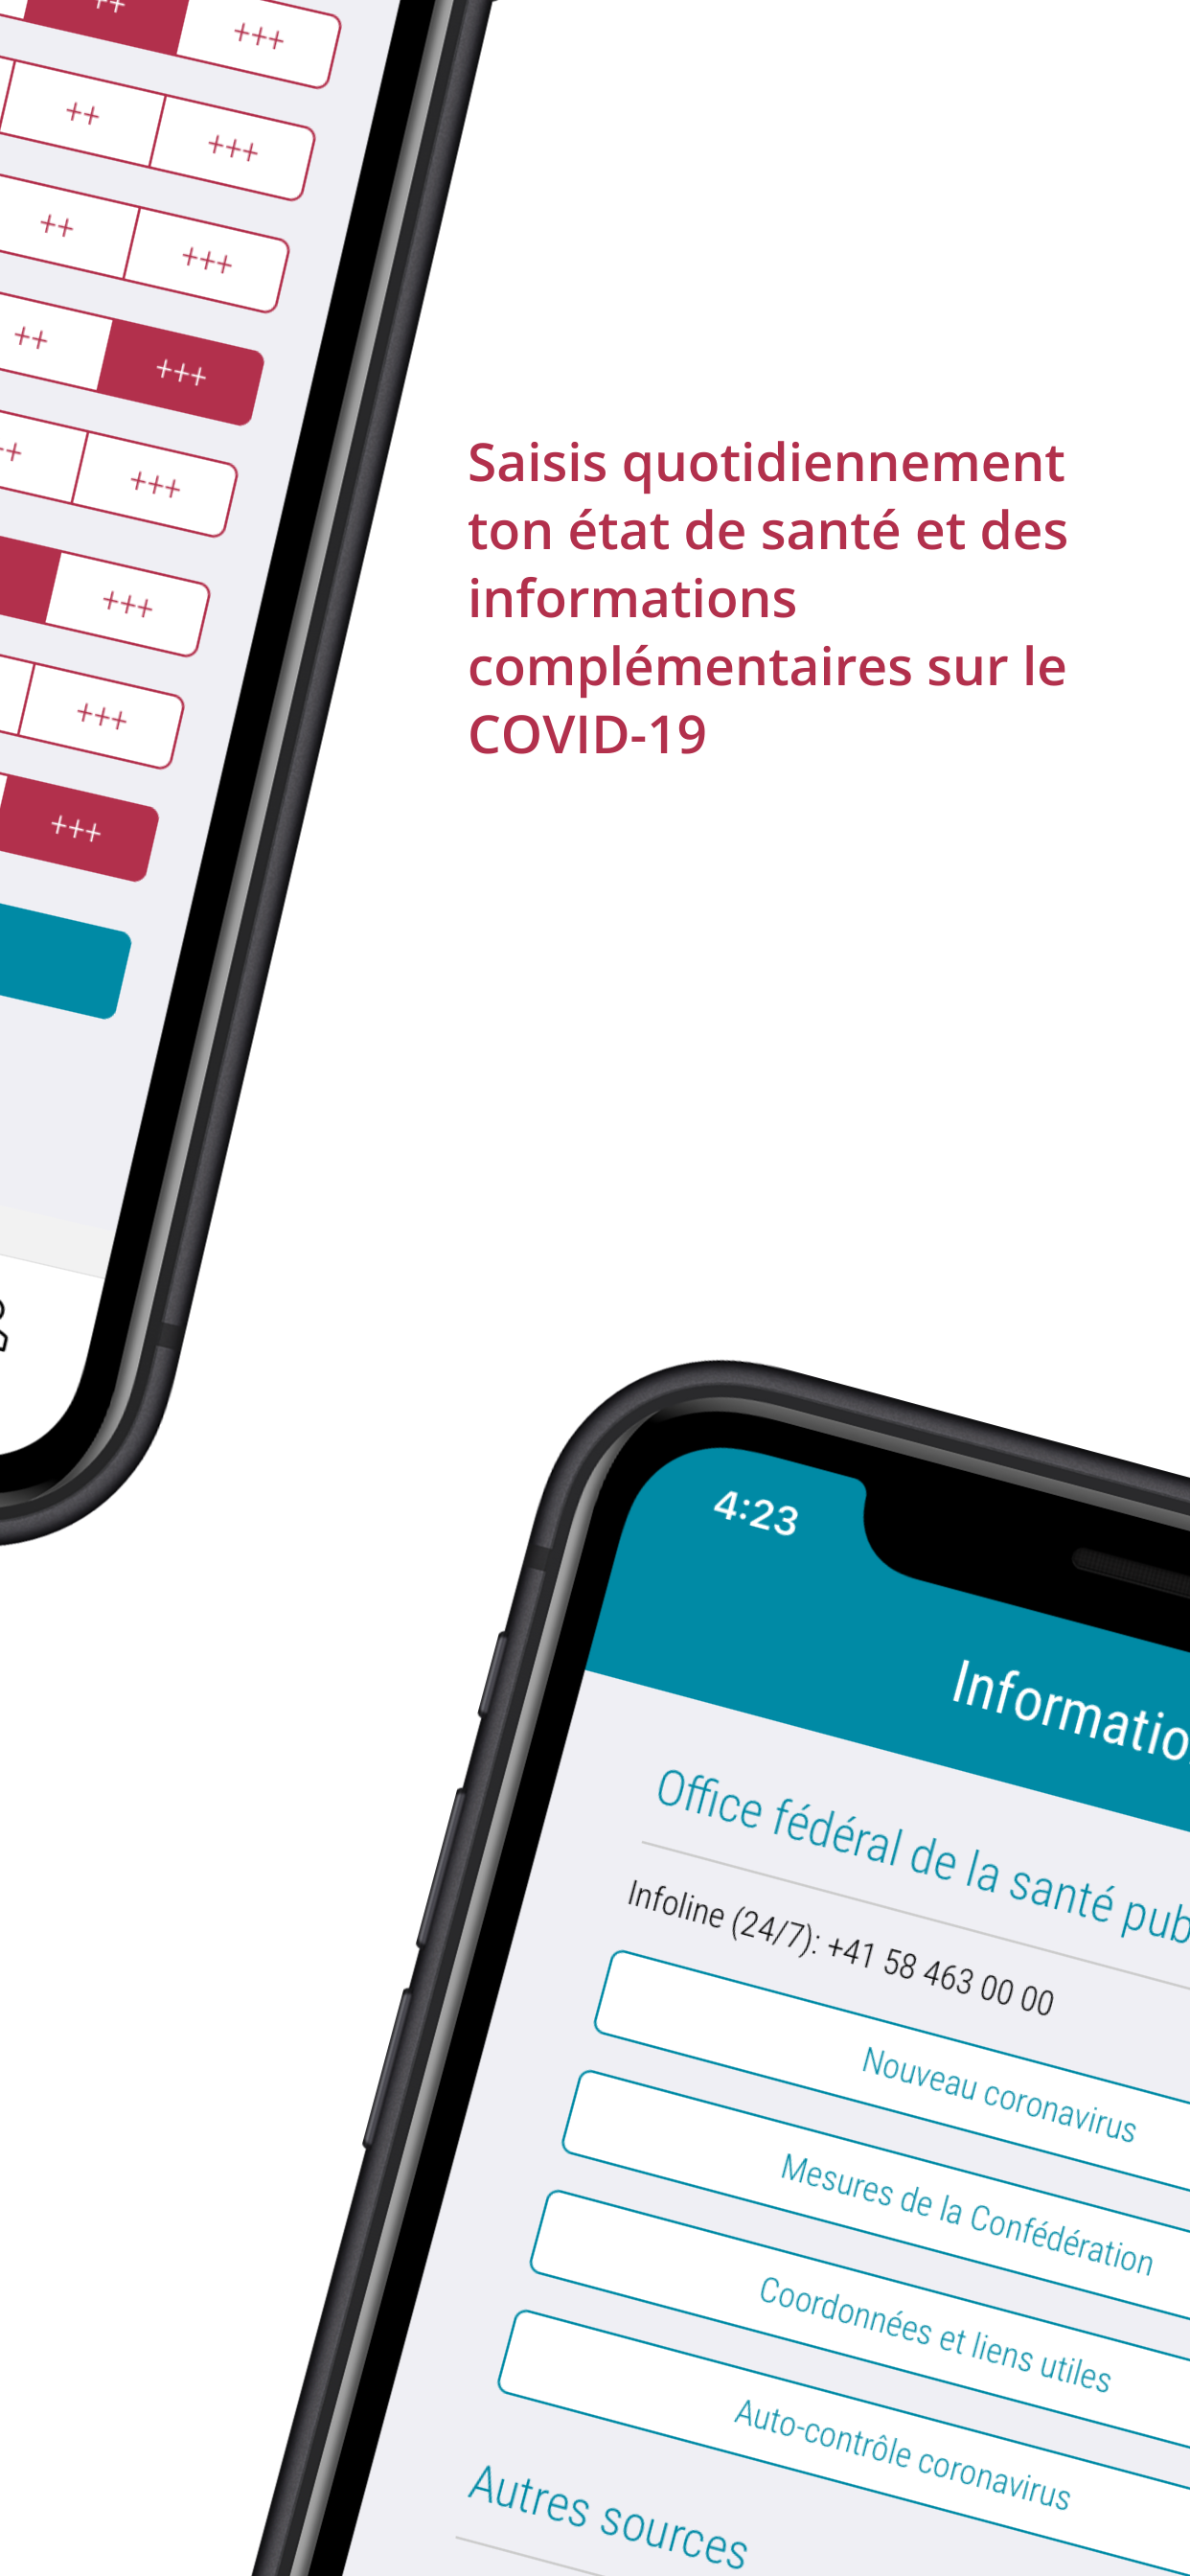 ++ +++
++ +++
++ +++
++ +++
+++
+++
+++
+++
Saisis quotidiennement
ton état de santé et des
informations
complémentaires sur le
COVID-19
4:23
Office fédéral de la santé
Infoline (24/7): +41 58 463 00 00
Nouveau coronavirus
Mesures de la Confédération
Coordonnées et liens utiles
Auto-contrôle coronavirus
Autres sources